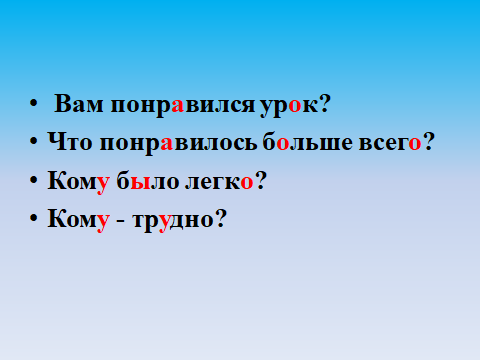 • Вам понравился урок?
• Что понравилось больше всего?
• Кому было легко?
• Кому - трудно?